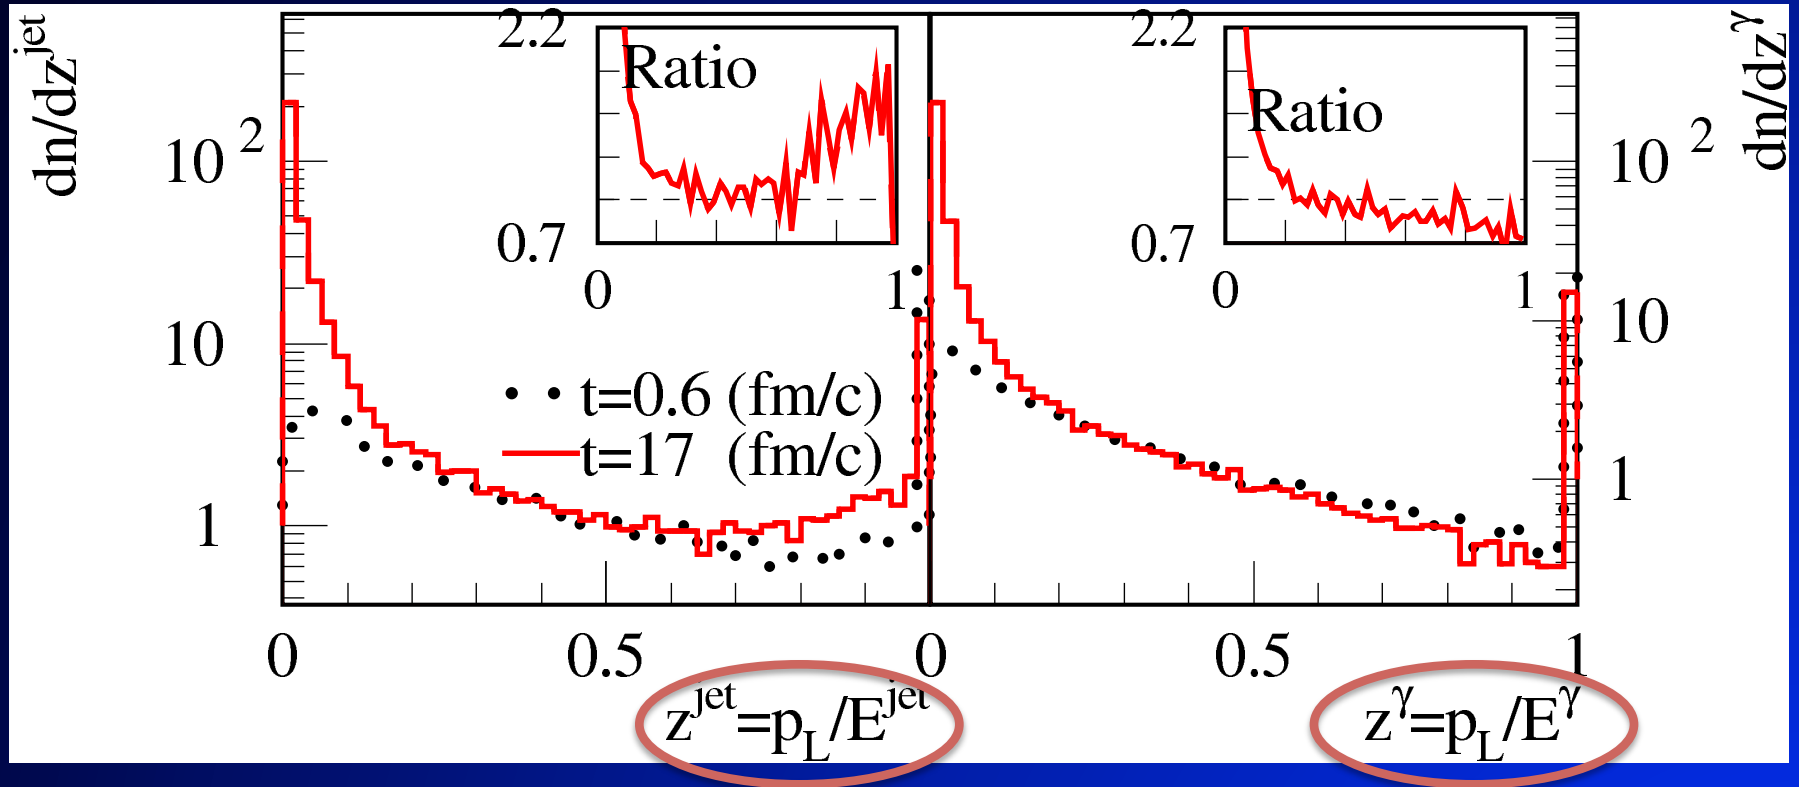 dn/dz^jet
10^2
10
1
2.2
Ratio
0.7
0 1
t=0.6 (fm/c)
t=17 (fm/c)
2.2
Ratio
0.7
0 1
dn/dz^γ
10^2
10
1
0 0.5 0 0.5 1
z^jet=p_L/E^jet
z^γ=p_L/E^γ